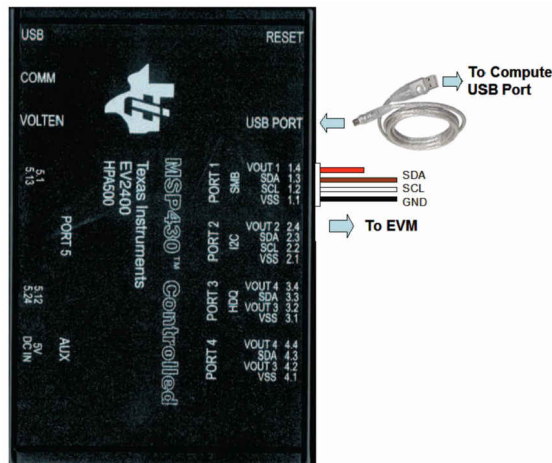 USB
COMM
VOLTEN
RESET
USB PORT
To Compute
USB Port
MSP430™ Controlled
Texas Instruments
EV2400
HPA500
PORT 1
SMB
VOUT 1 1.4
SDA 1.3
SCL 1.2
VSS 1.1
SDA
SCL
GND
To EVM
PORT 2
I2C
VOUT 2 2.4
SDA 2.3
SCL 2.2
VSS 2.1
PORT 3
HDQ
VOUT 4 3.4
SDA 3.3
VOUT 3 3.2
VSS 3.1
PORT 4
VOUT 4 4.4
SDA 4.3
VOUT 3 4.2
VSS 4.1
5.1
5.13
PORT 5
5.12
5.24
AUX
5V
DC IN